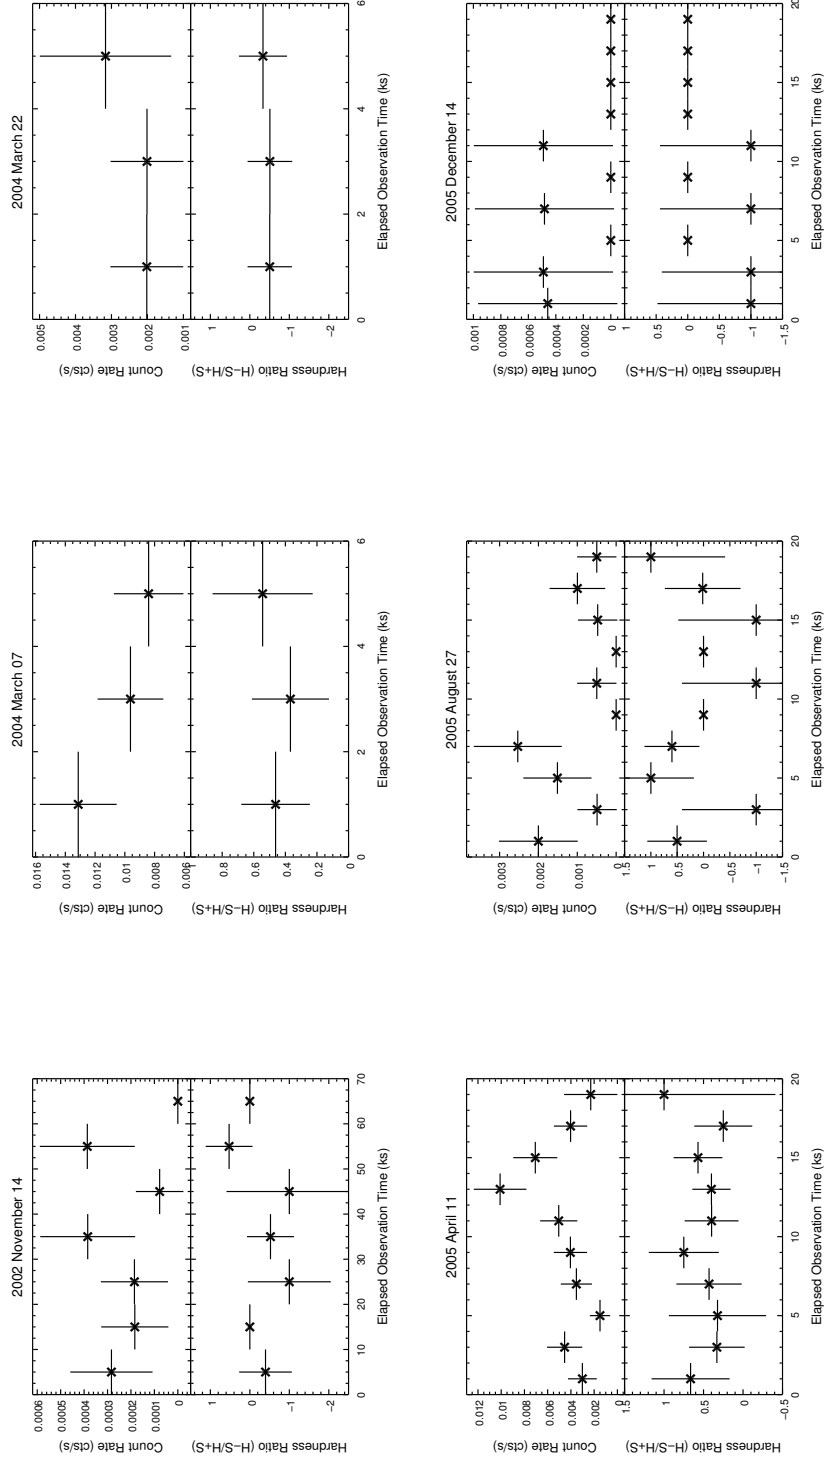 2002 November 14
Count Rate (cts/s)
0.0006
0.0005
0.0004
0.0003
0.0002
0.0001
0
Hardness Ratio (H−S/H+S)
1
0
−1
−2
0 10 20 30 40 50 60 70
Elapsed Observation Time (ks)
2004 March 07
Count Rate (cts/s)
0.016
0.014
0.012
0.01
0.008
0.006
Hardness Ratio (H−S/H+S)
1
0.8
0.6
0.4
0.2
0
0 2 4 6
Elapsed Observation Time (ks)
2004 March 22
Count Rate (cts/s)
0.005
0.004
0.003
0.002
0.001
Hardness Ratio (H−S/H+S)
1
0
−1
−2
0 2 4 6
Elapsed Observation Time (ks)
2005 April 11
Count Rate (cts/s)
0.012
0.01
0.008
0.006
0.004
0.002
Hardness Ratio (H−S/H+S)
1.5
1
0.5
0
−0.5
0 5 10 15 20
Elapsed Observation Time (ks)
2005 August 27
Count Rate (cts/s)
0.003
0.002
0.001
0
Hardness Ratio (H−S/H+S)
1.5
1
0.5
0
−0.5
−1
−1.5
0 5 10 15 20
Elapsed Observation Time (ks)
2005 December 14
Count Rate (cts/s)
0.001
0.0008
0.0006
0.0004
0.0002
0
Hardness Ratio (H−S/H+S)
1
0.5
0
−0.5
−1
−1.5
0 5 10 15 20
Elapsed Observation Time (ks)